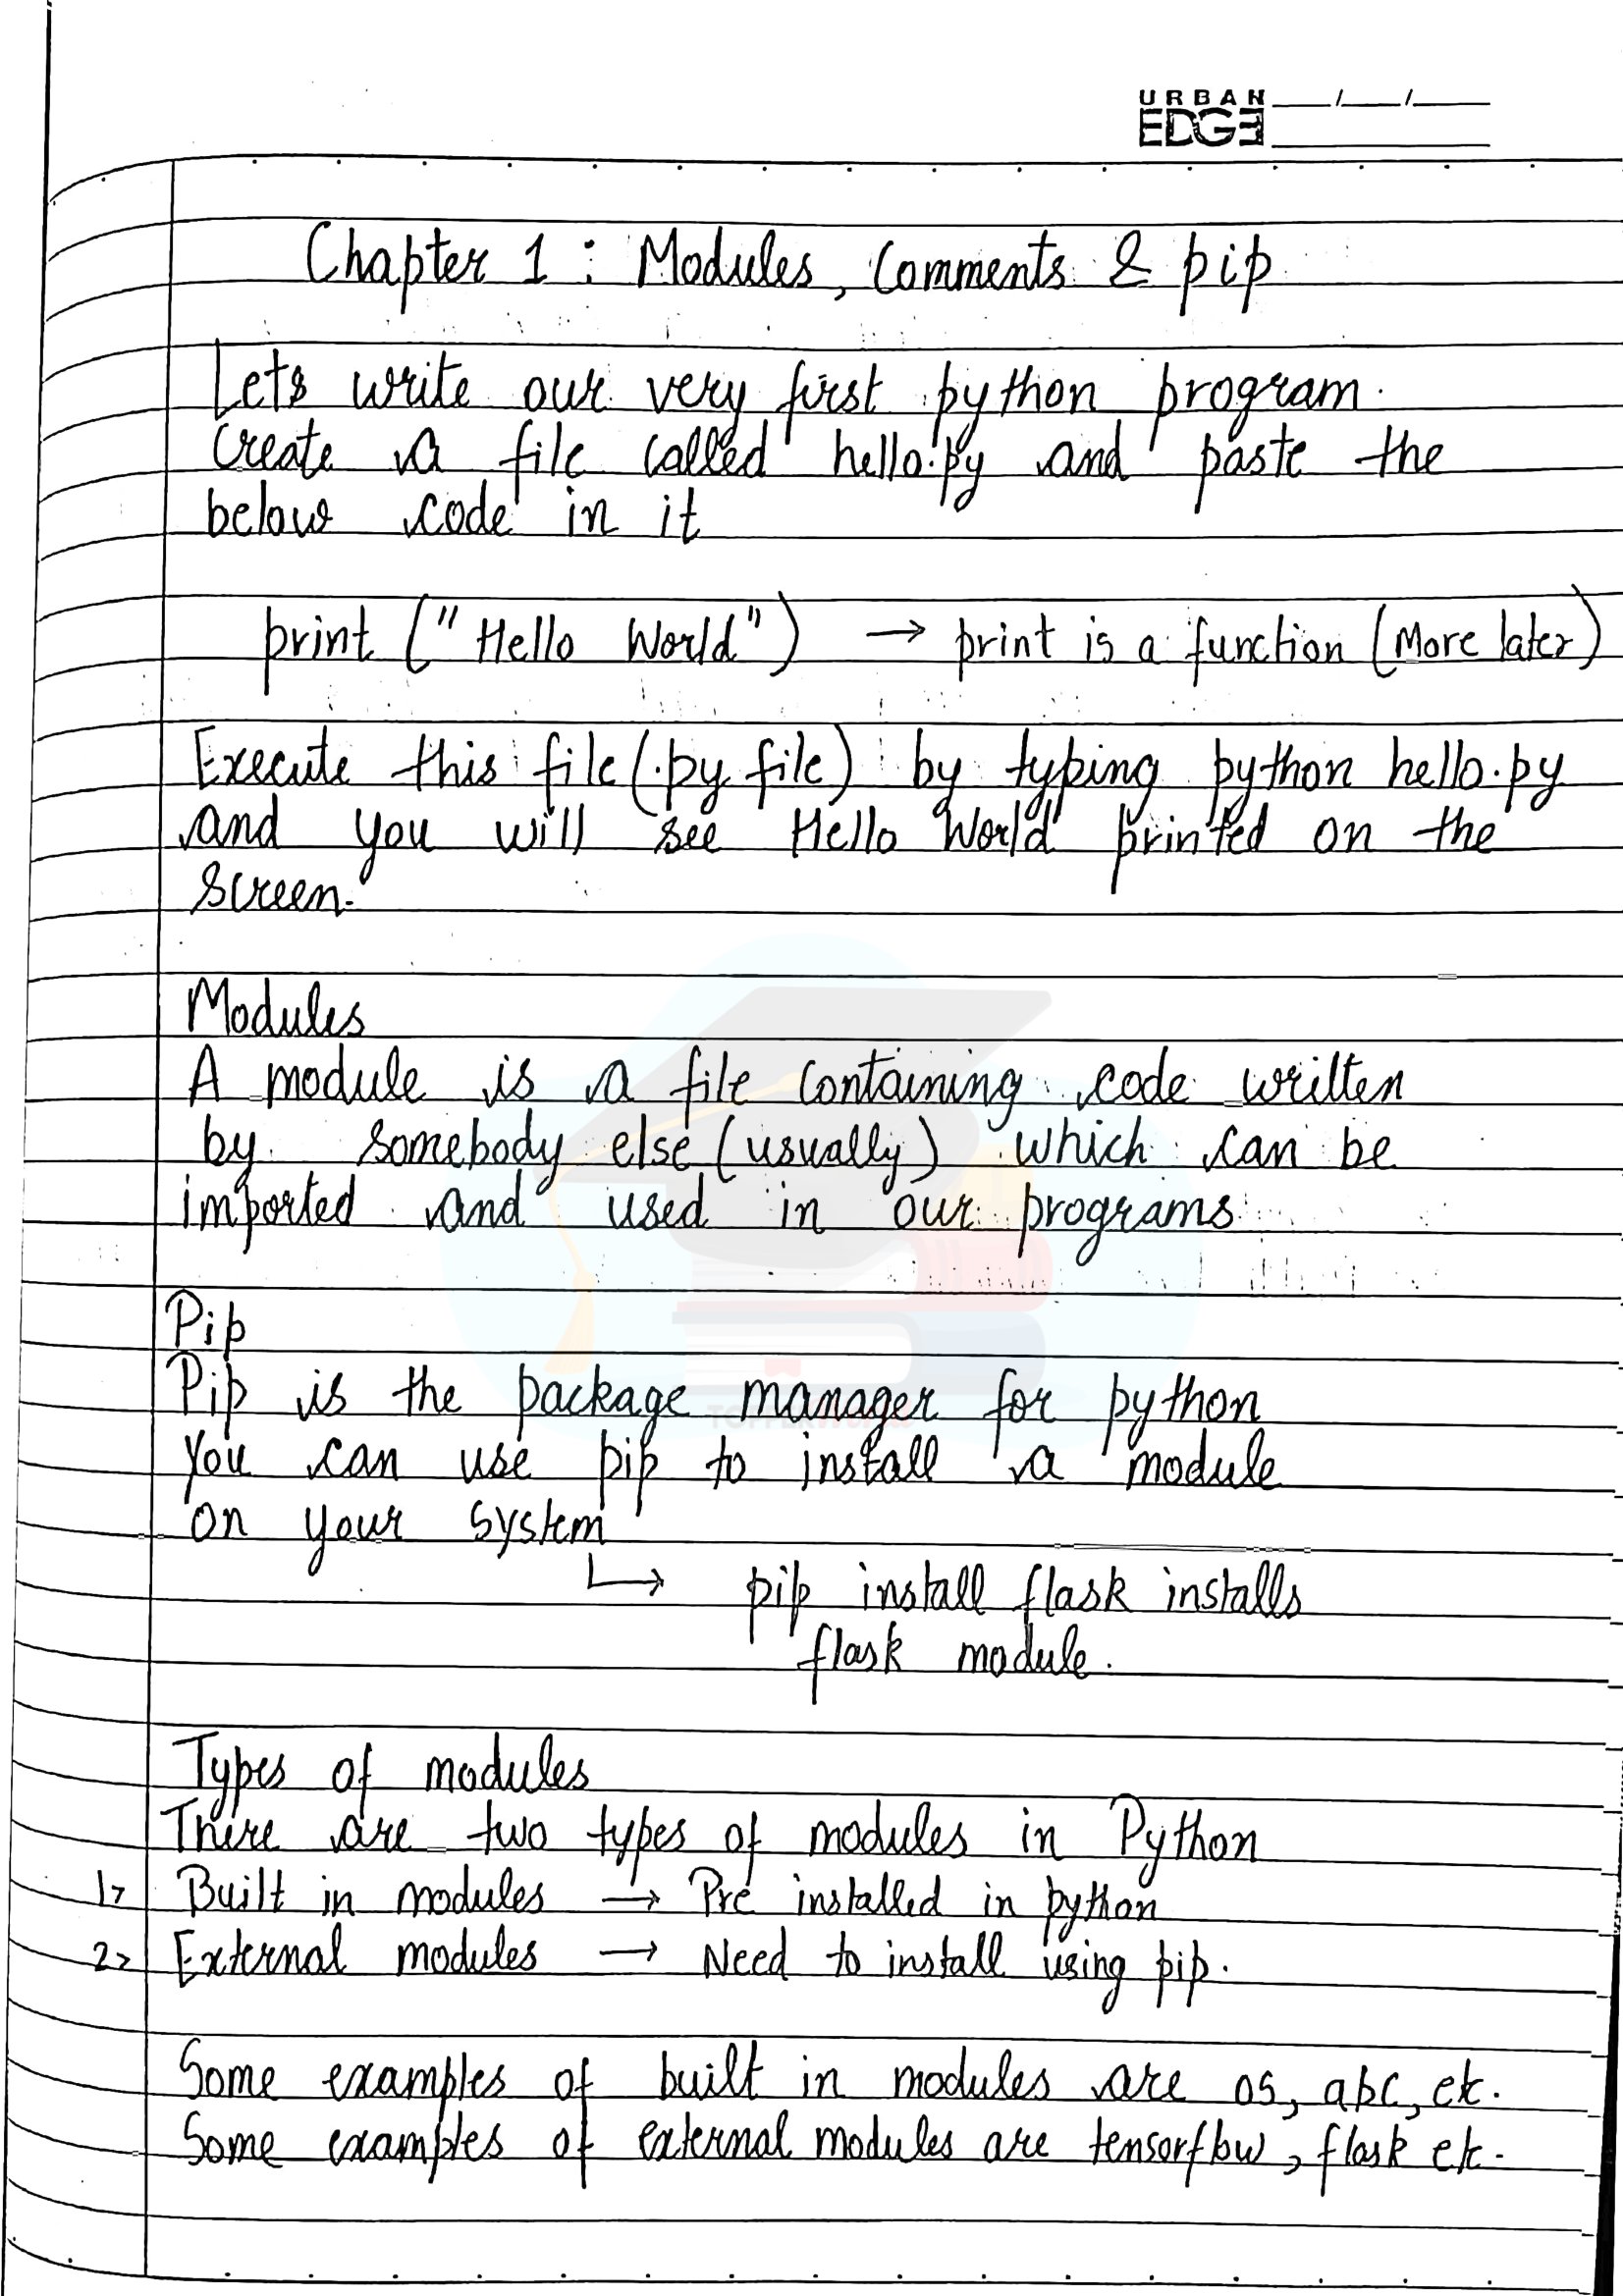 URBAN
EDGE
Chapter 1 : Modules, Comments & pip
Lets write our very first python program.
Create a file called hello.py and paste the
below code in it
print ("Hello World") → print is a function (More later)
Execute this file (.py file) by typing python hello.py
and you will see Hello World printed on the
screen.
Modules
A module is a file containing code written
by somebody else (usually) which can be
imported and used in our programs
Pip
Pip is the package manager for python
You can use pip to install a module
on your system
↳ pip install flask installs
flask module.
Types of modules
There are two types of modules in Python
1> Built in modules → Pre installed in python
2> External modules → Need to install using pip.
Some examples of built in modules are os, abc, etc.
Some examples of external modules are tensorflow, flask etc.